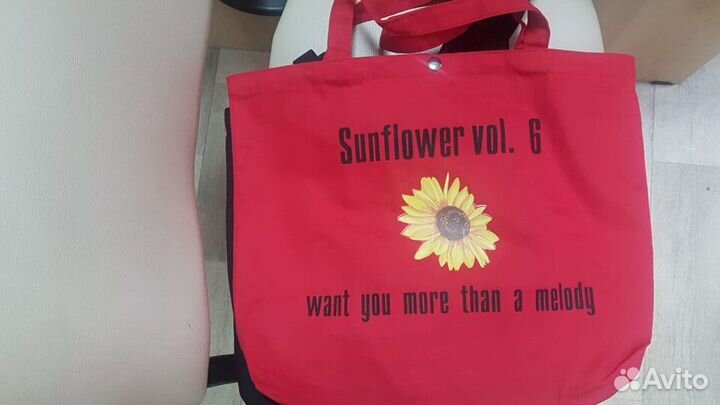 Sunflower vol. 6
want you more than a melody
Avito